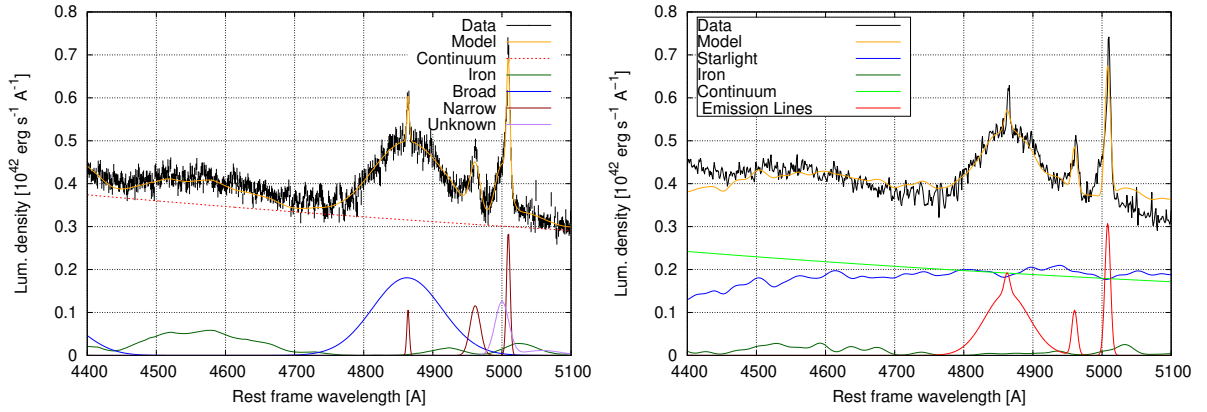 Lum. density [10^42 erg s^-1 A^-1]
0.8
0.7
0.6
0.5
0.4
0.3
0.2
0.1
0
Data
Model
Continuum
Iron
Broad
Narrow
Unknown
4400 4500 4600 4700 4800 4900 5000 5100
Rest frame wavelength [A]
Lum. density [10^42 erg s^-1 A^-1]
0.8
0.7
0.6
0.5
0.4
0.3
0.2
0.1
0
Data
Model
Starlight
Iron
Continuum
Emission Lines
4400 4500 4600 4700 4800 4900 5000 5100
Rest frame wavelength [A]